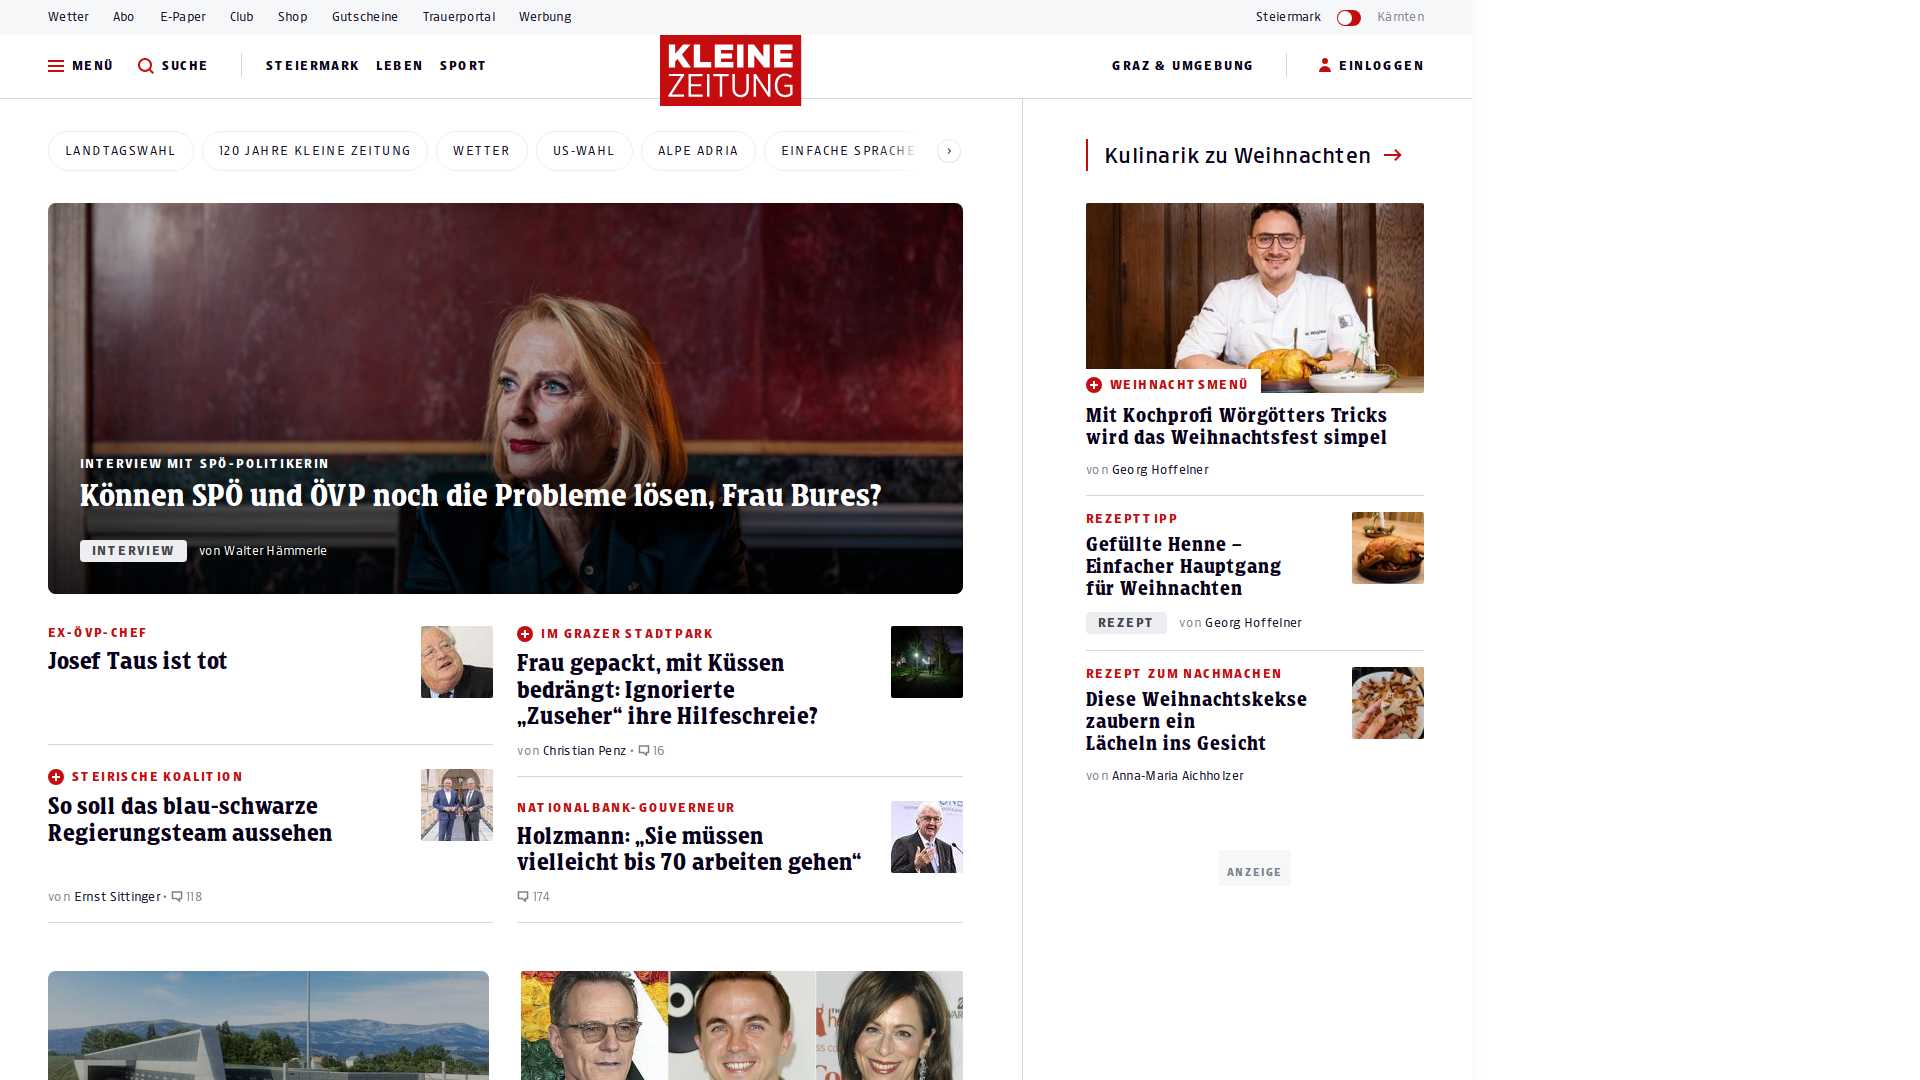 Wetter
Abo
E-Paper
Club
Shop
Gutscheine
Trauerportal
Werbung
Steiermark
Kärnten
MENÜ
SUCHE
STEIERMARK
LEBEN
SPORT
KLEINE
ZEITUNG
GRAZ & UMGEBUNG
EINLOGGEN
LANDTAGSWAHL
120 JAHRE KLEINE ZEITUNG
WETTER
US-WAHL
ALPE ADRIA
EINFACHE SPRACHE
INTERVIEW MIT SPÖ-POLITIKERIN
Können SPÖ und ÖVP noch die Probleme lösen, Frau Bures?
INTERVIEW
von Walter Hämmerle
EX-ÖVP-CHEF
Josef Taus ist tot
STEIRISCHE KOALITION
So soll das blau-schwarze
Regierungsteam aussehen
von Ernst Sittinger • 118
IM GRAZER STADTPARK
Frau gepackt, mit Küssen
bedrängt: Ignorierte
„Zuseher“ ihre Hilfeschreie?
von Christian Penz • 16
NATIONALBANK-GOUVERNEUR
Holzmann: „Sie müssen
vielleicht bis 70 arbeiten gehen“
174
Kulinarik zu Weihnachten
WEIHNACHTSMENÜ
Mit Kochprofi Wörgötters Tricks
wird das Weihnachtsfest simpel
von Georg Hoffelner
REZEPTTIPP
Gefüllte Henne –
Einfacher Hauptgang
für Weihnachten
REZEPT
von Georg Hoffelner
REZEPT ZUM NACHMACHEN
Diese Weihnachtskekse
zaubern ein
Lächeln ins Gesicht
von Anna-Maria Aichholzer
ANZEIGE